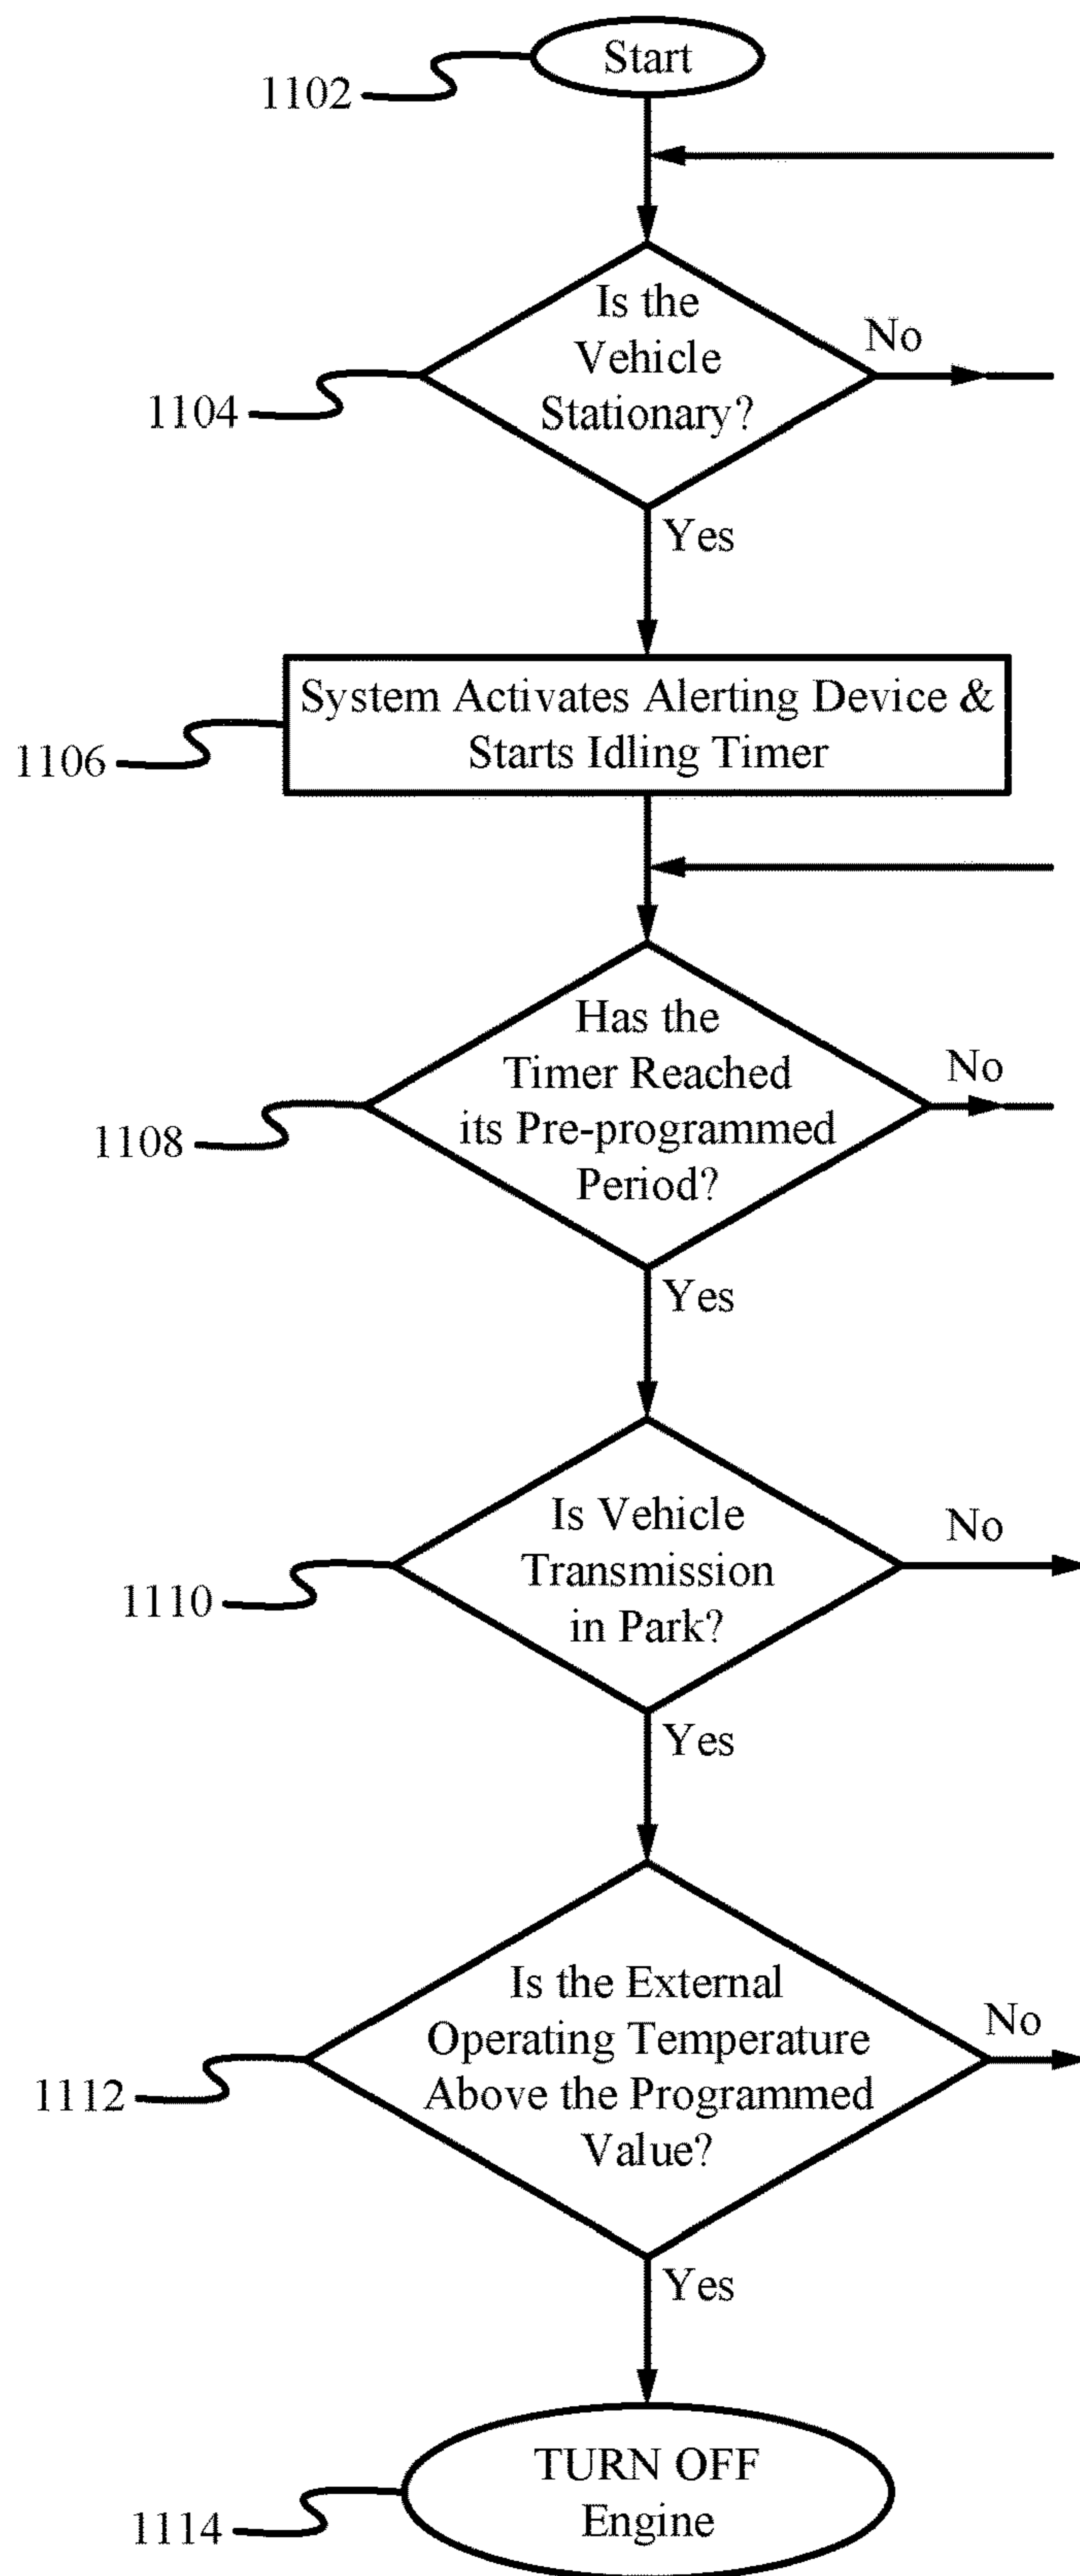 Start
1102
Is the
Vehicle
Stationary?
No
1104
Yes
System Activates Alerting Device &
Starts Idling Timer
1106
Has the
Timer Reached
its Pre-programmed
Period?
No
1108
Yes
Is Vehicle
Transmission
in Park?
No
1110
Yes
Is the External
Operating Temperature
Above the Programmed
Value?
No
1112
Yes
TURN OFF
Engine
1114